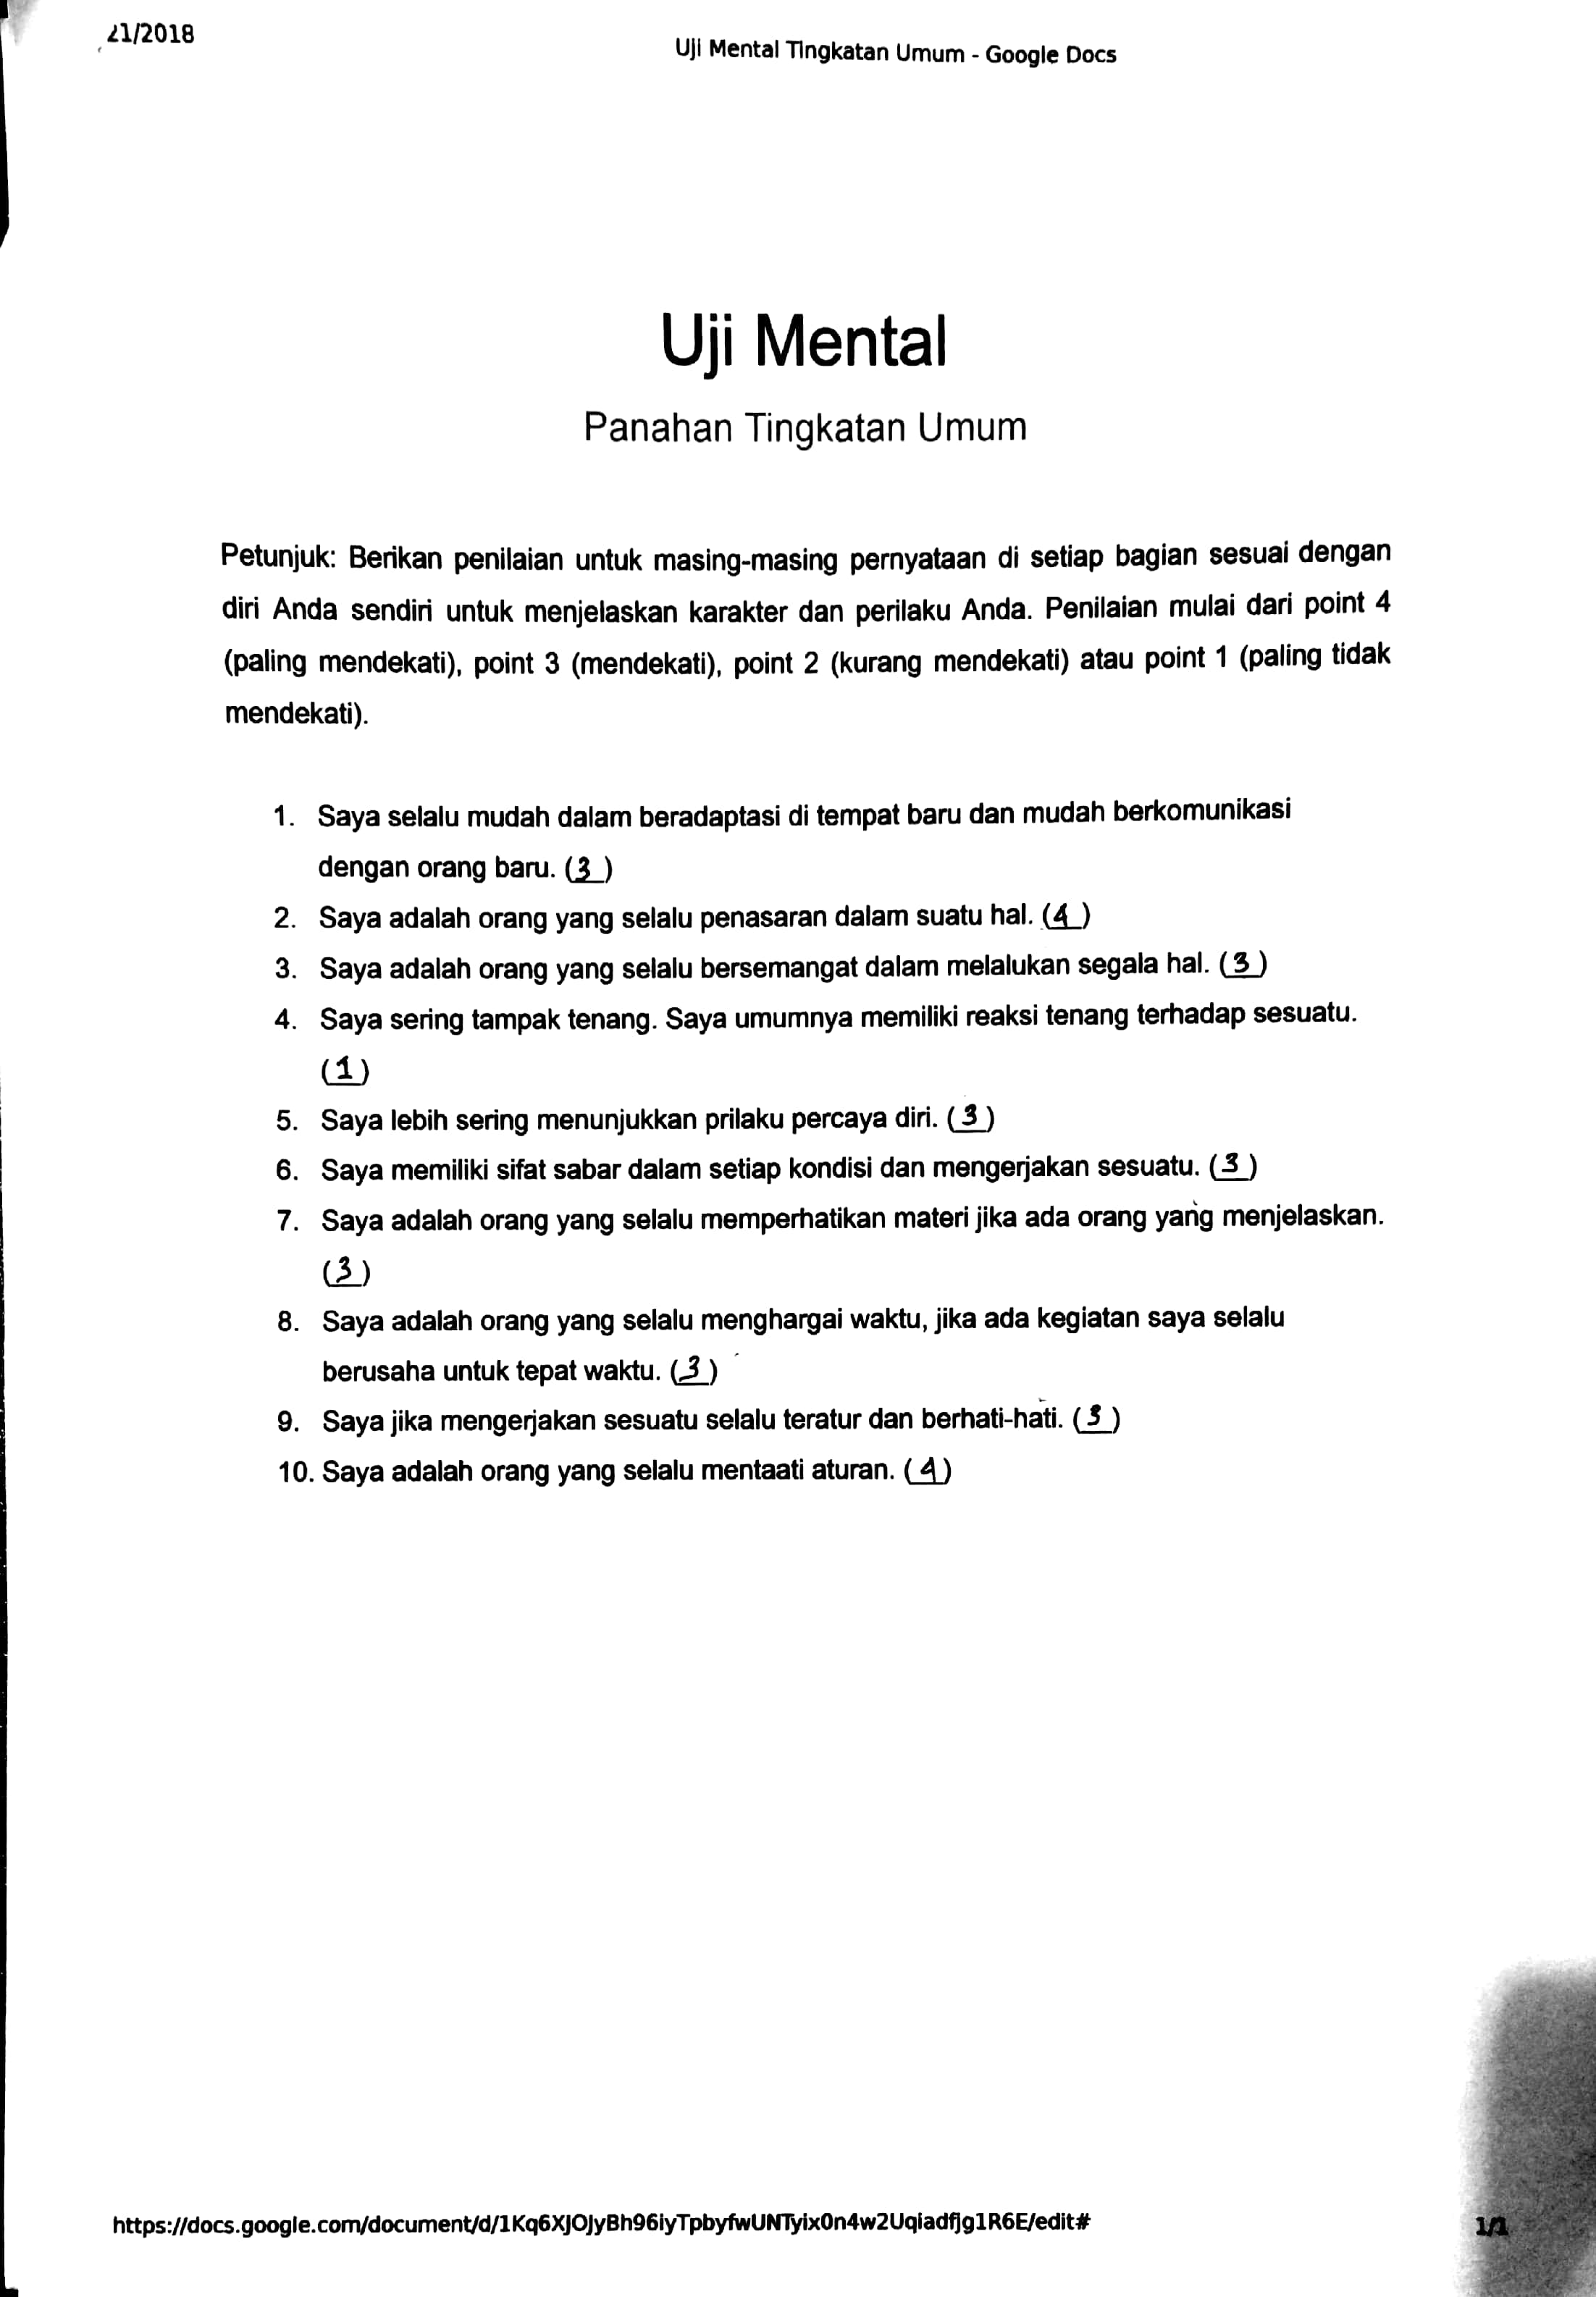 21/2018
Uji Mental Tingkatan Umum - Google Docs
Uji Mental
Panahan Tingkatan Umum
Petunjuk: Berikan penilaian untuk masing-masing pernyataan di setiap bagian sesuai dengan
diri Anda sendiri untuk menjelaskan karakter dan perilaku Anda. Penilaian mulai dari point 4
(paling mendekati), point 3 (mendekati), point 2 (kurang mendekati) atau point 1 (paling tidak
mendekati).
1. Saya selalu mudah dalam beradaptasi di tempat baru dan mudah berkomunikasi
dengan orang baru. (3)
2. Saya adalah orang yang selalu penasaran dalam suatu hal. (4)
3. Saya adalah orang yang selalu bersemangat dalam melalukan segala hal. (3)
4. Saya sering tampak tenang. Saya umumnya memiliki reaksi tenang terhadap sesuatu.
(1)
5. Saya lebih sering menunjukkan prilaku percaya diri. (3)
6. Saya memiliki sifat sabar dalam setiap kondisi dan mengerjakan sesuatu. (3)
7. Saya adalah orang yang selalu memperhatikan materi jika ada orang yang menjelaskan.
(3)
8. Saya adalah orang yang selalu menghargai waktu, jika ada kegiatan saya selalu
berusaha untuk tepat waktu. (3)
9. Saya jika mengerjakan sesuatu selalu teratur dan berhati-hati. (3)
10. Saya adalah orang yang selalu mentaati aturan. (4)
1/1